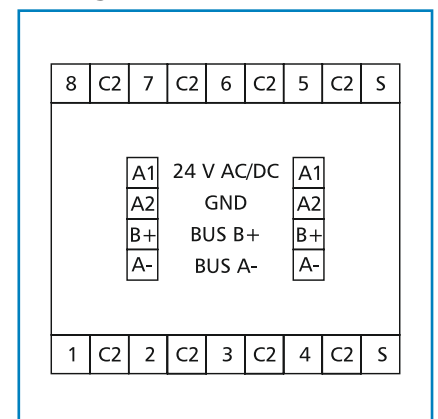 8 C2 7 C2 6 C2 5 C2 S
A1 24 V AC/DC A1
A2 GND A2
B+ BUS B+ B+
A- BUS A- A-
1 C2 2 C2 3 C2 4 C2 S